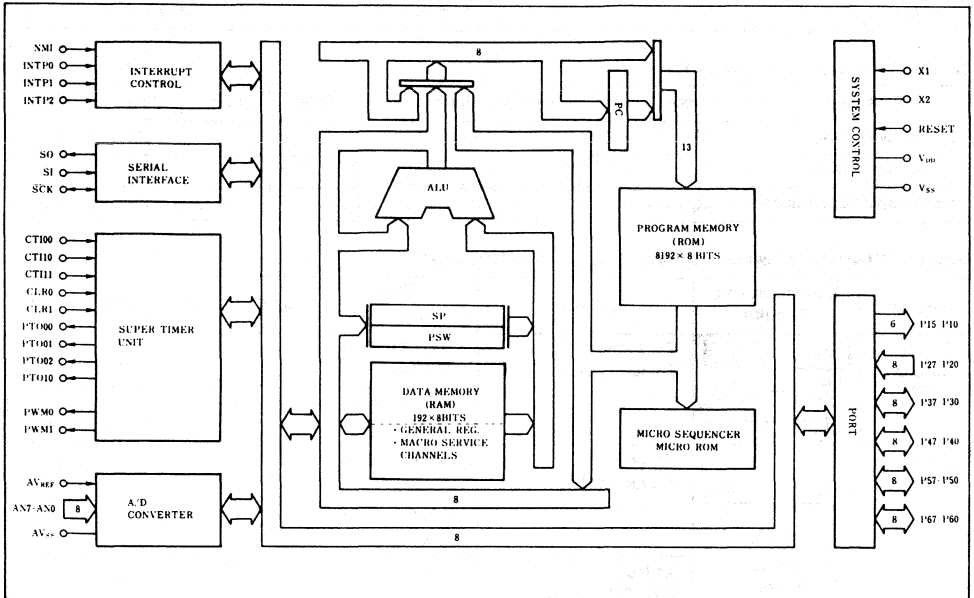 NMI
INTP0
INTP1
INTP2
INTERRUPT
CONTROL
SO
SI
SCK
SERIAL
INTERFACE
CTI00
CTI10
CTI11
CLR0
CLR1
PTO00
PTO01
PTO02
PTO10
PWM0
PWM1
SUPER TIMER
UNIT
AVREF
AN7-AN0
8
AVSS
A/D
CONVERTER
8
PC
13
ALU
SP
PSW
DATA MEMORY
(RAM)
192×8BITS
• GENERAL REG.
• MACRO SERVICE
CHANNELS
8
8
PROGRAM MEMORY
(ROM)
8192× 8 BITS
MICRO SEQUENCER
MICRO ROM
SYSTEM CONTROL
X1
X2
RESET
VDD
VSS
PORT
6 P15 P10
8 P27 P20
8 P37 P30
8 P47 P40
8 P57-P50
8 P67 P60